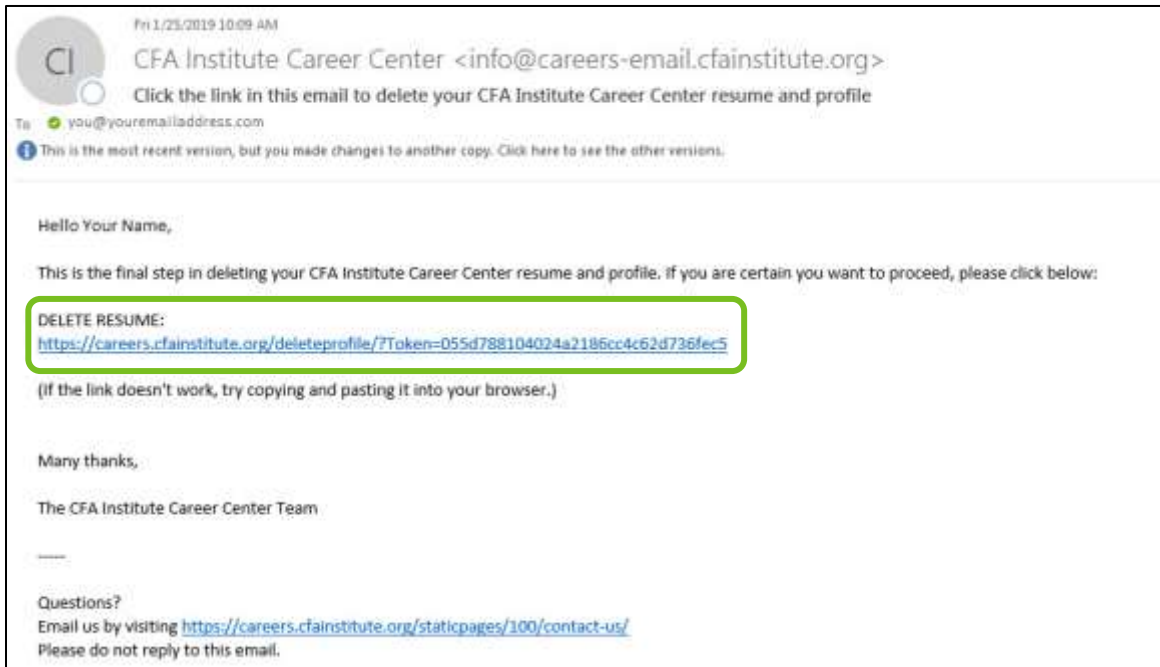 Fri 1/25/2019 10:09 AM
CI
CFA Institute Career Center <info@careers-email.cfainstitute.org>
Click the link in this email to delete your CFA Institute Career Center resume and profile
To you@youremailaddress.com
This is the most recent version, but you made changes to another copy. Click here to see the other versions.
Hello Your Name,
This is the final step in deleting your CFA Institute Career Center resume and profile. If you are certain you want to proceed, please click below:
DELETE RESUME:
https://careers.cfainstitute.org/deleteprofile/?Token=055d788104024a2186cc4c62d736fec5
(If the link doesn't work, try copying and pasting it into your browser.)
Many thanks,
The CFA Institute Career Center Team
-----
Questions?
Email us by visiting https://careers.cfainstitute.org/staticpages/100/contact-us/
Please do not reply to this email.